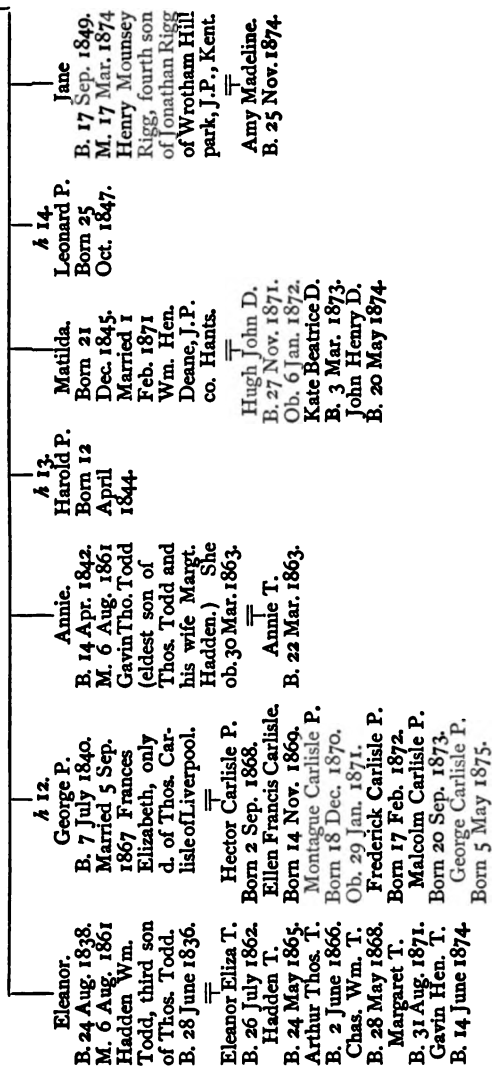 Eleanor.
B. 24 Aug. 1838.
M. 6 Aug. 1861
Hadden Wm.
Todd, third son
of Thos. Todd.
B. 28 June 1836.
Eleanor Eliza T.
B. 26 July 1862.
Hadden T.
B. 24 May 1865.
Arthur Thos. T.
B. 2 June 1866.
Chas. Wm. T.
B. 28 May 1868.
Margaret T.
B. 31 Aug. 1871.
Gavin Hen. T.
B. 14 June 1874.
h 12.
George P.
B. 7 July 1840.
Married 5 Sep.
1867 Frances
Elizabeth, only
d. of Thos. Car-
lisle of Liverpool.
Hector Carlisle P.
Born 2 Sep. 1868.
Ellen Francis Carlisle.
Born 14 Nov. 1869.
Montague Carlisle P.
Born 18 Dec. 1870.
Ob. 29 Jan. 1871.
Frederick Carlisle P.
Born 17 Feb. 1872.
Malcolm Carlisle P.
Born 20 Sep. 1873.
George Carlisle P.
Born 5 May 1875.
Annie.
B. 14 Apr. 1842.
M. 6 Aug. 1861
Gavin Tho. Todd
(eldest son of
Thos. Todd and
his wife Margt.
Hadden.) She
ob. 30 Mar. 1863.
Annie T.
B. 22 Mar. 1863.
h 13.
Harold P.
Born 12
April
1844.
Matilda.
Born 21
Dec. 1845.
Married 1
Feb. 1871
Wm. Hen.
Deane, J.P.
co. Hants.
Hugh John D.
B. 27 Nov. 1871.
Ob. 6 Jan. 1872.
Kate Beatrice D.
B. 3 Mar. 1873.
John Henry D.
B. 20 May 1874.
h 14.
Leonard P.
Born 25
Oct. 1847.
Jane
B. 17 Sep. 1849.
M. 17 Mar. 1874
Henry Mounsey
Rigg, fourth son
of Jonathan Rigg
of Wrotham Hill
park, J.P., Kent.
Amy Madeline.
B. 25 Nov. 1874.